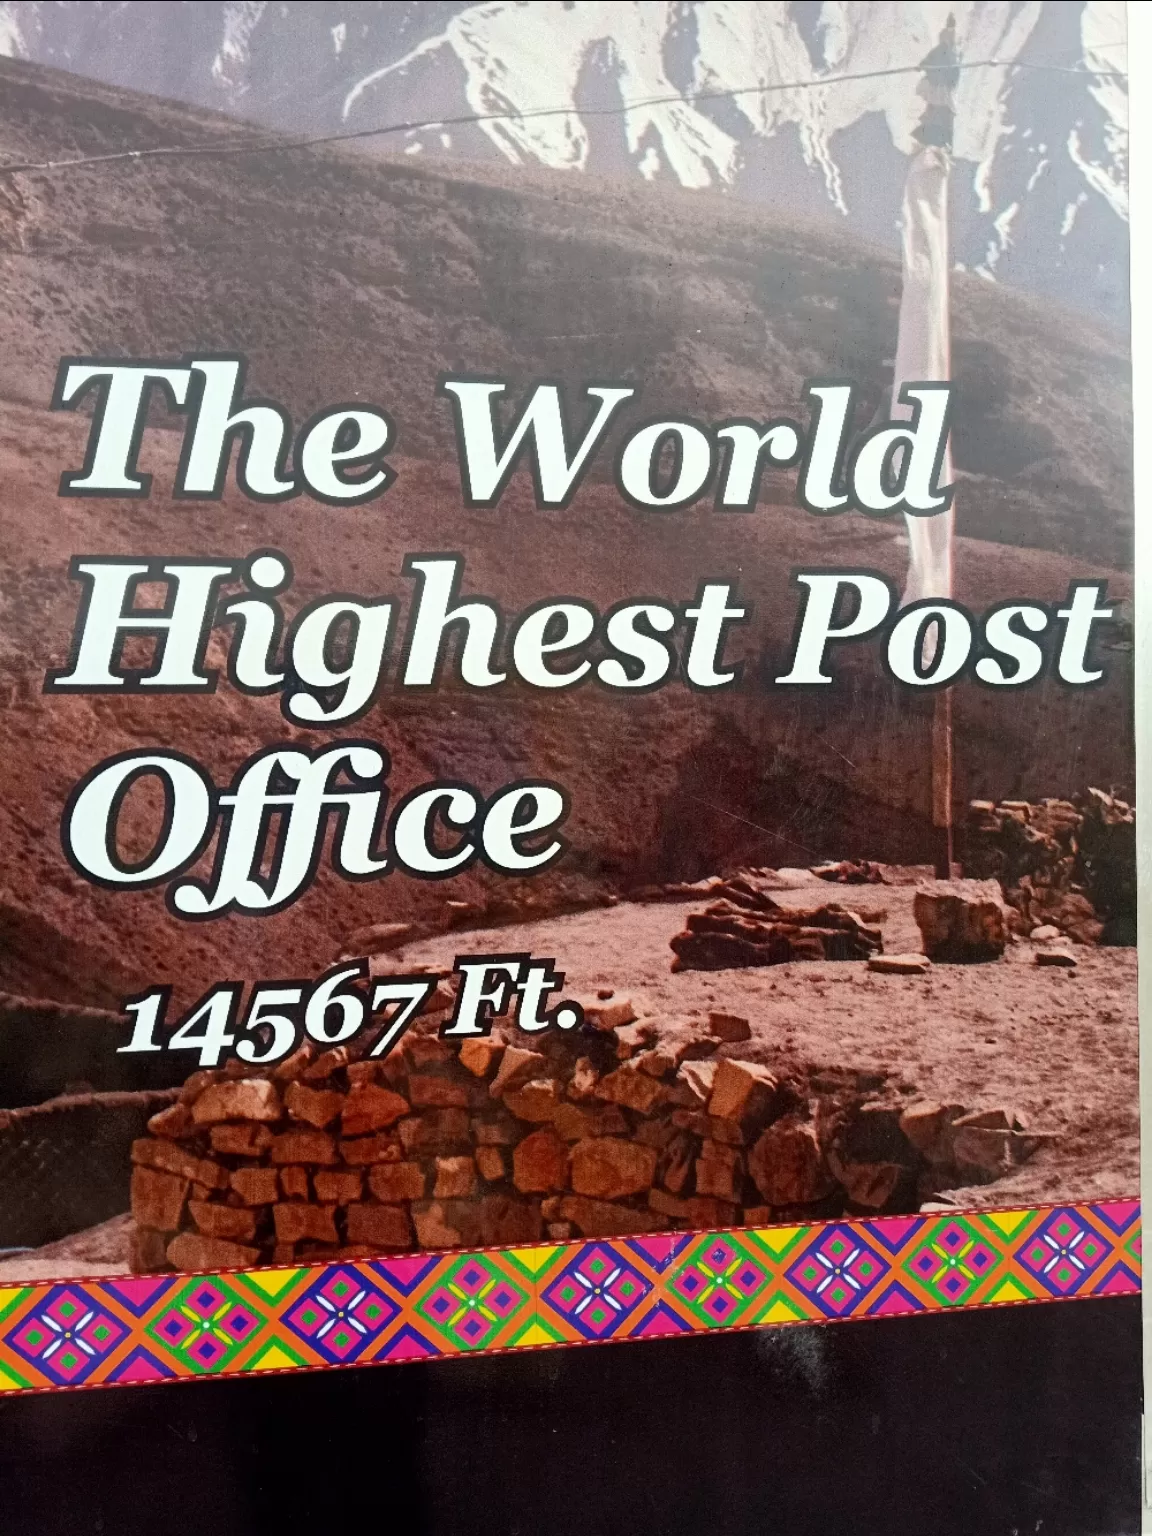 The World
Highest Post
Office
14567 Ft.